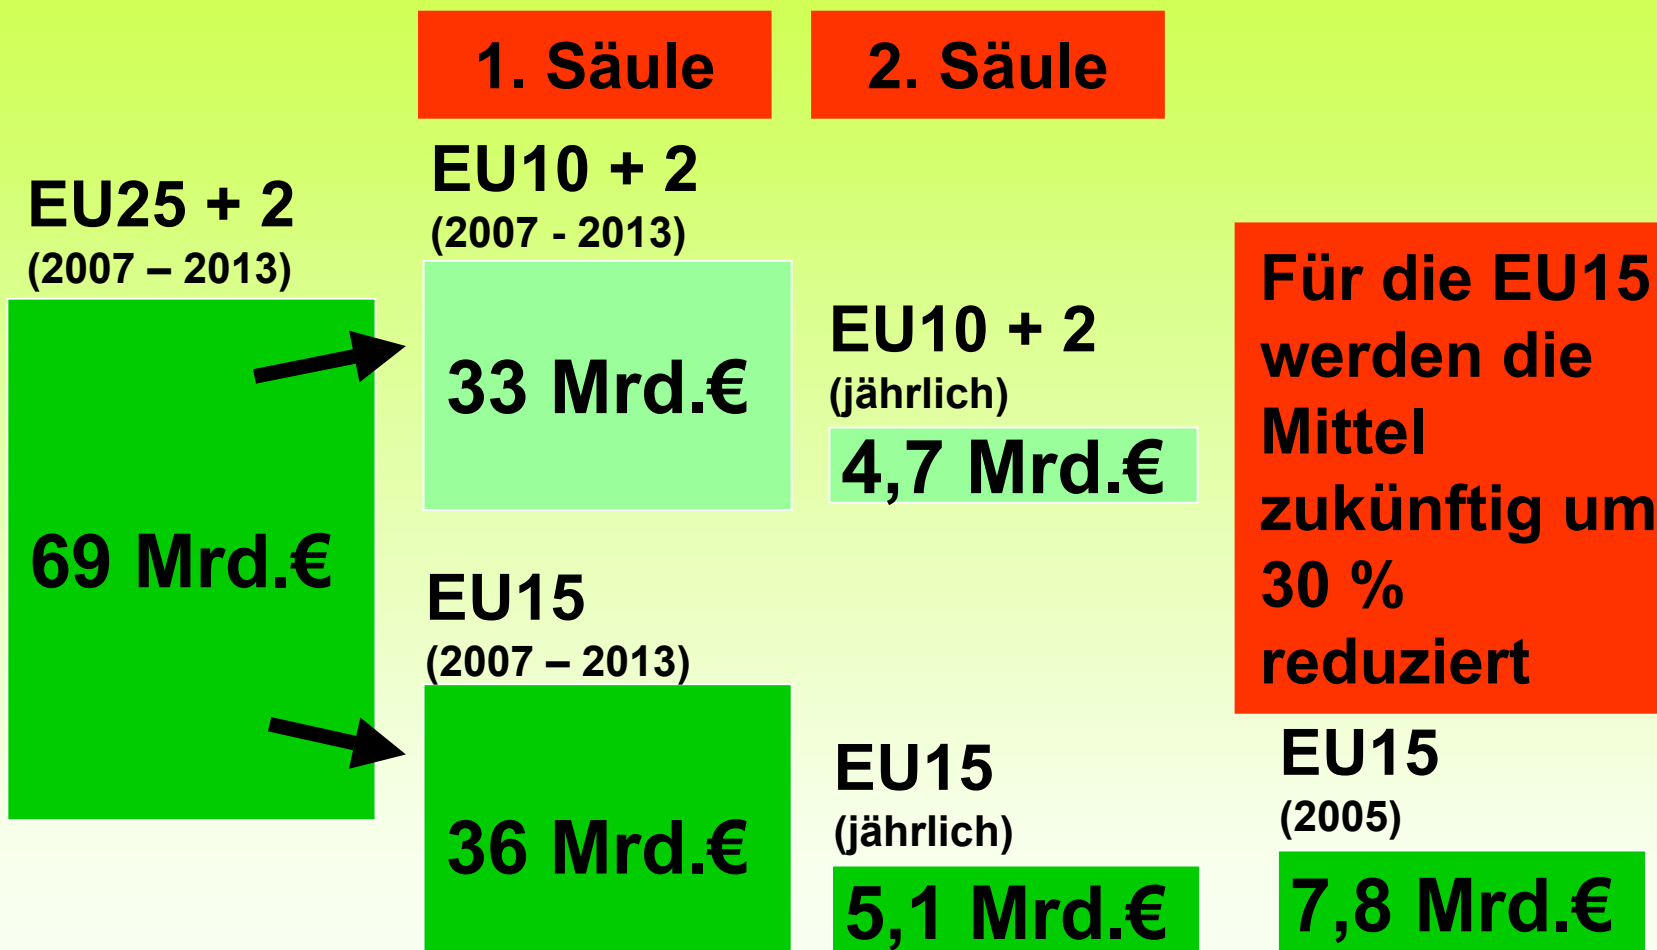 1. Säule
2. Säule
EU25 + 2
(2007 – 2013)
69 Mrd.€
EU10 + 2
(2007 - 2013)
33 Mrd.€
EU10 + 2
(jährlich)
4,7 Mrd.€
EU15
(2007 – 2013)
36 Mrd.€
EU15
(jährlich)
5,1 Mrd.€
Für die EU15
werden die
Mittel
zukünftig um
30 %
reduziert
EU15
(2005)
7,8 Mrd.€